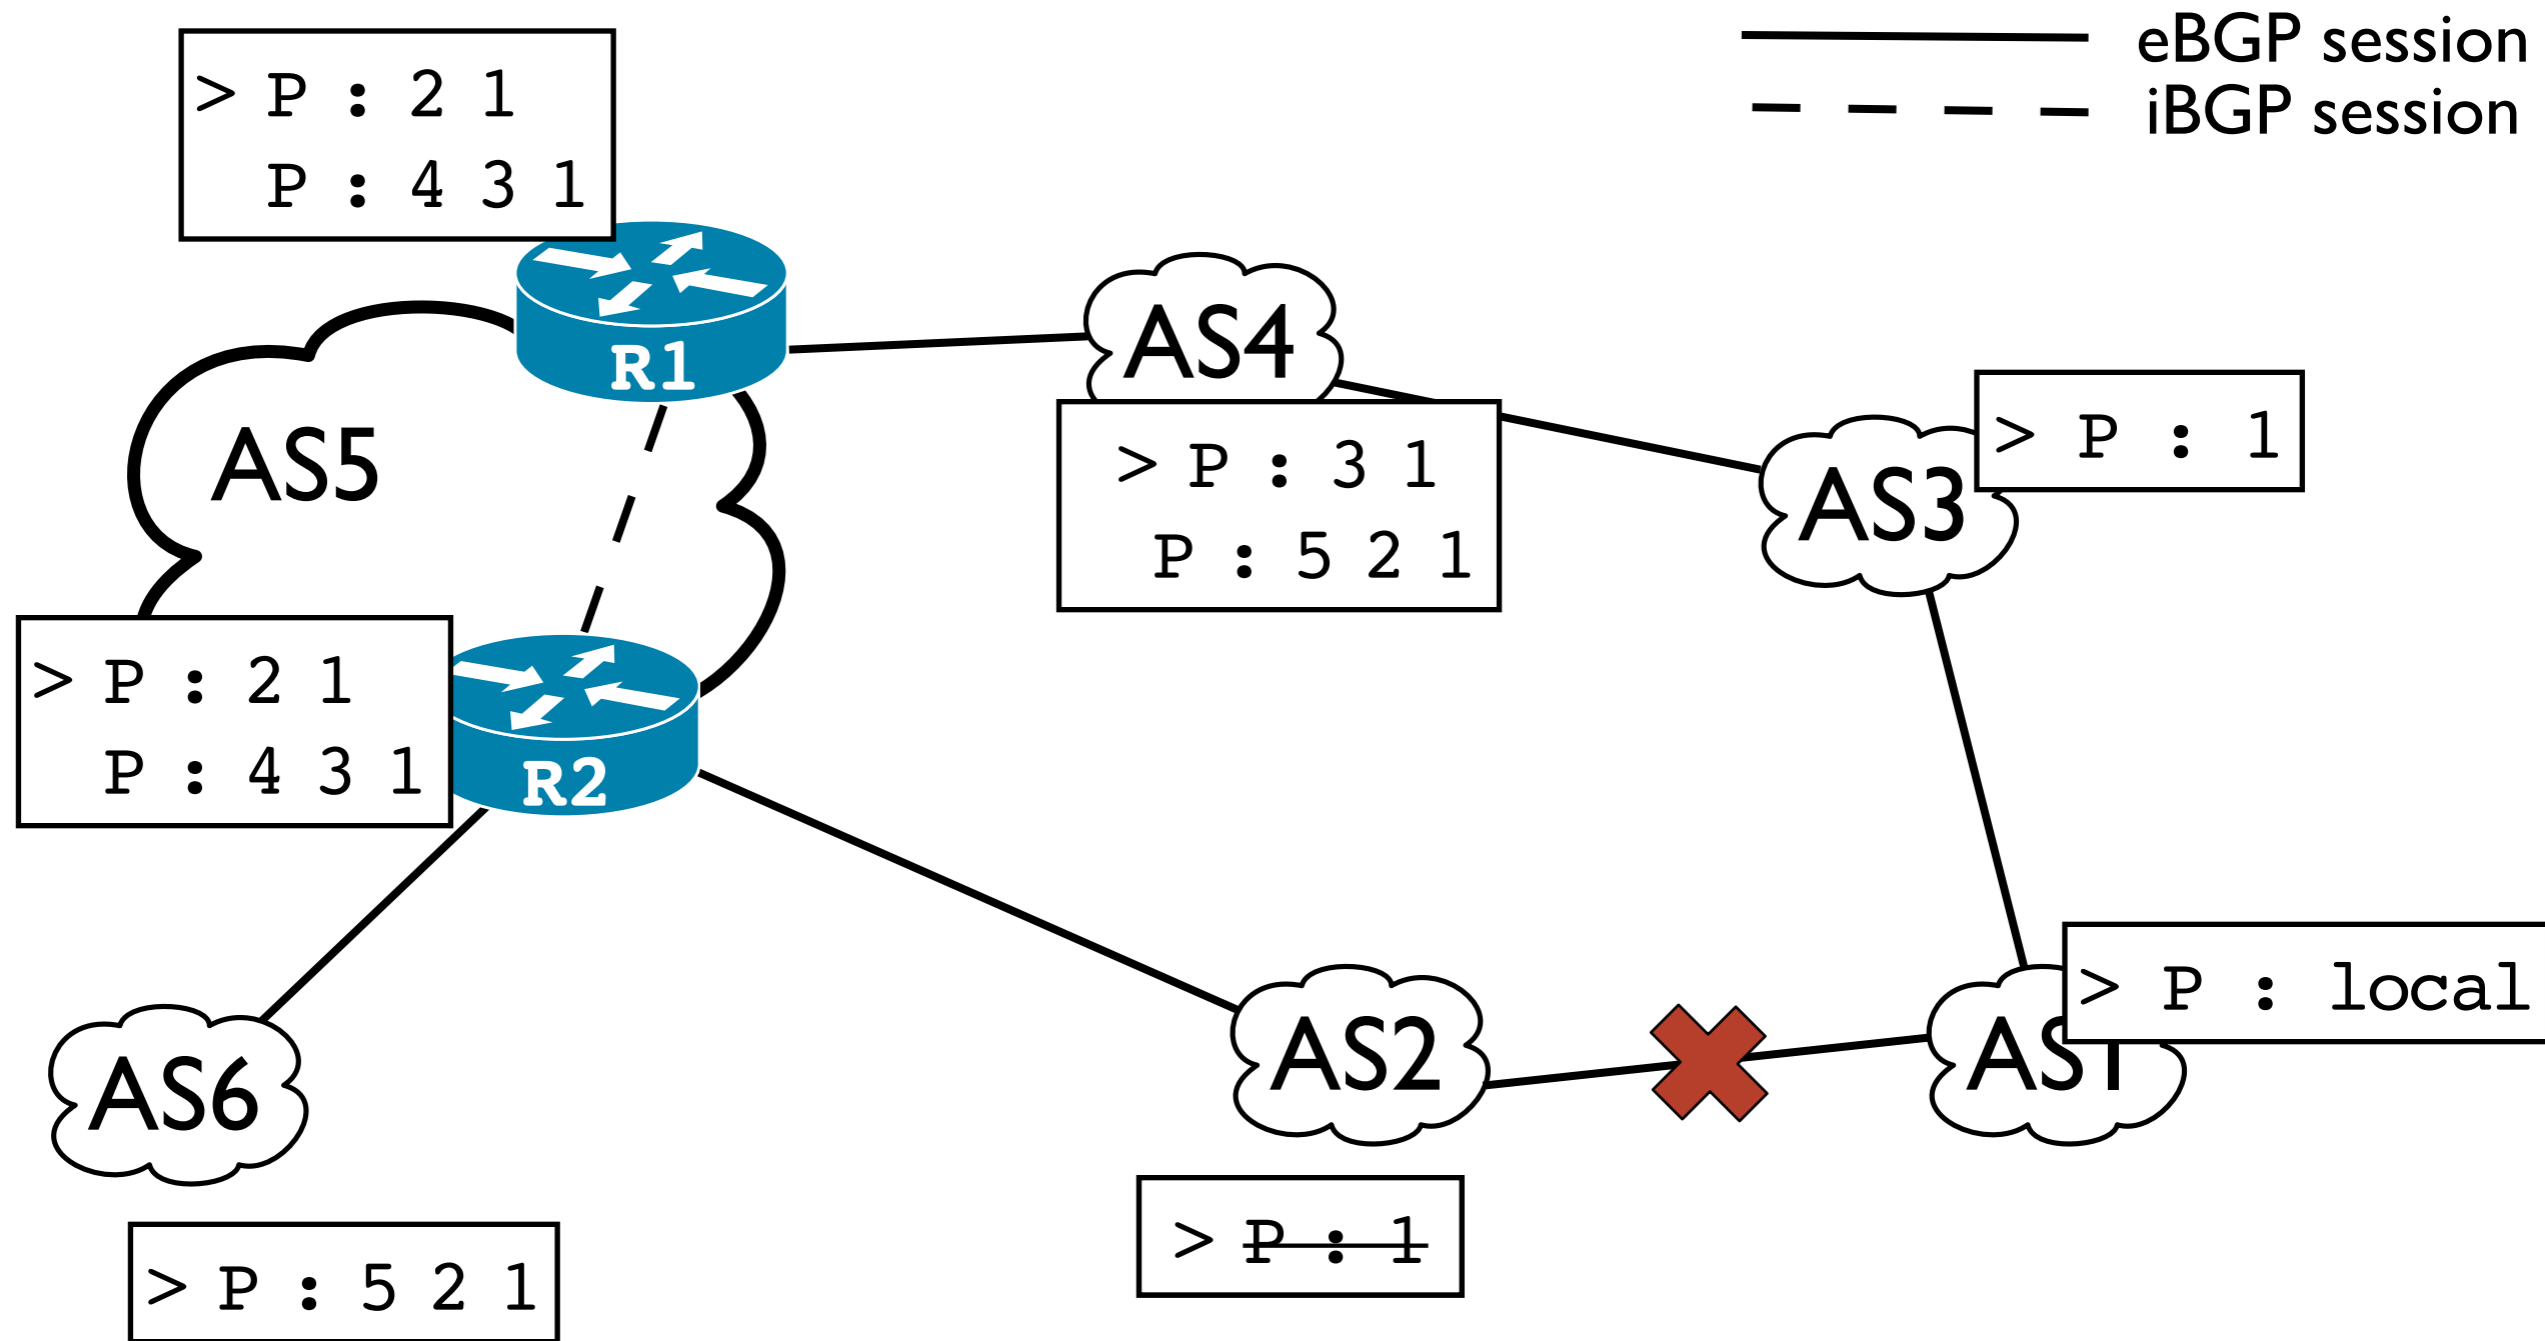 eBGP session
iBGP session
> P : 2 1
P : 4 3 1
R1
AS4
> P : 3 1
P : 5 2 1
> P : 1
AS3
AS5
> P : 2 1
P : 4 3 1
R2
> P : local
AS1
AS2
> P : 1
AS6
> P : 5 2 1